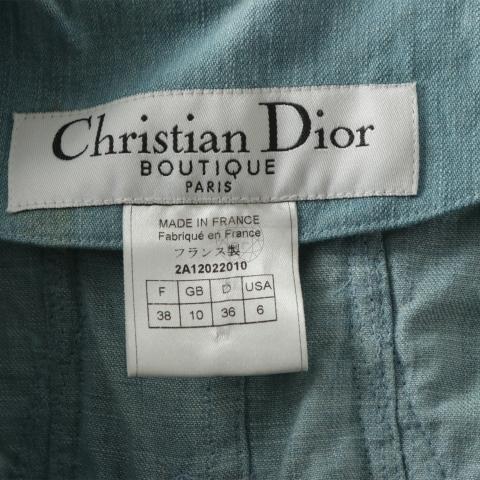 Christian Dior
BOUTIQUE
PARIS
MADE IN FRANCE
Fabriqué en France
フランス製
2A12022010
F GB D USA
38 10 36 6